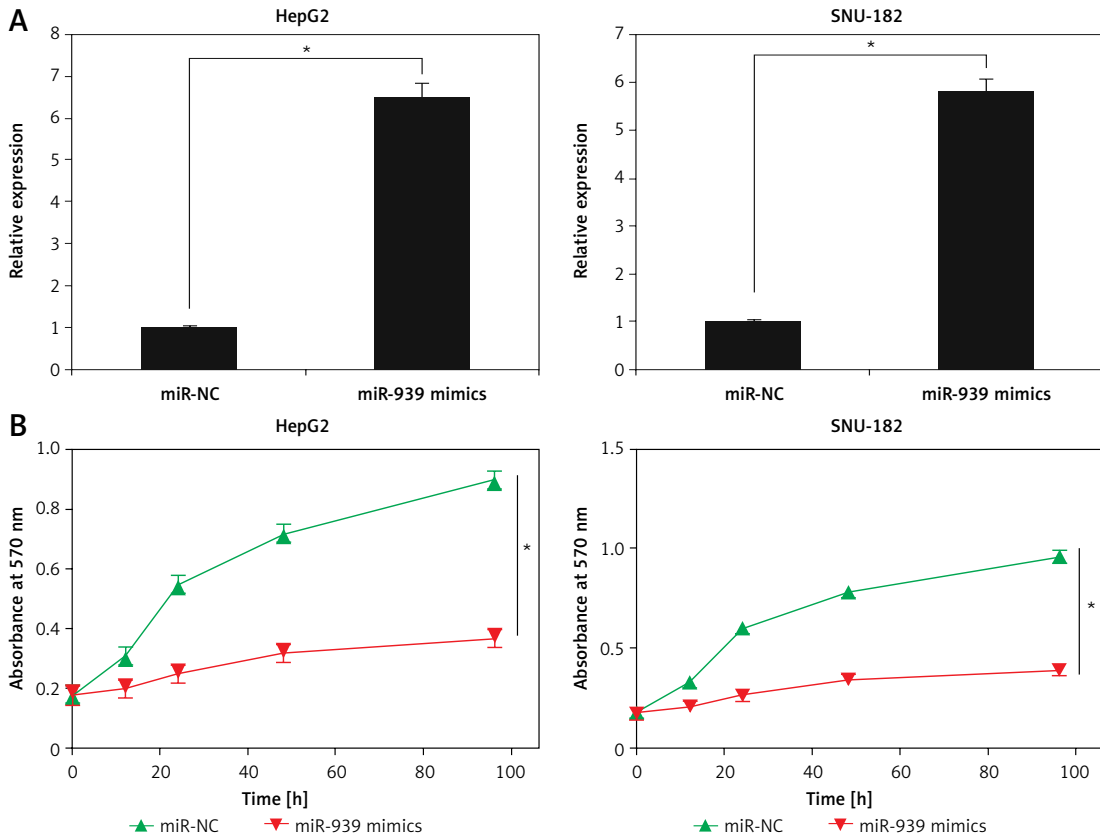 A
HepG2
Relative expression
8
7
6
5
4
3
2
1
0
*
miR-NC
miR-939 mimics
SNU-182
Relative expression
7
6
5
4
3
2
1
0
*
miR-NC
miR-939 mimics
B
HepG2
Absorbance at 570 nm
1.0
0.8
0.6
0.4
0.2
0
*
0
20
40
60
80
100
Time [h]
miR-NC
miR-939 mimics
SNU-182
Absorbance at 570 nm
1.5
1.0
0.5
0
*
0
20
40
60
80
100
Time [h]
miR-NC
miR-939 mimics